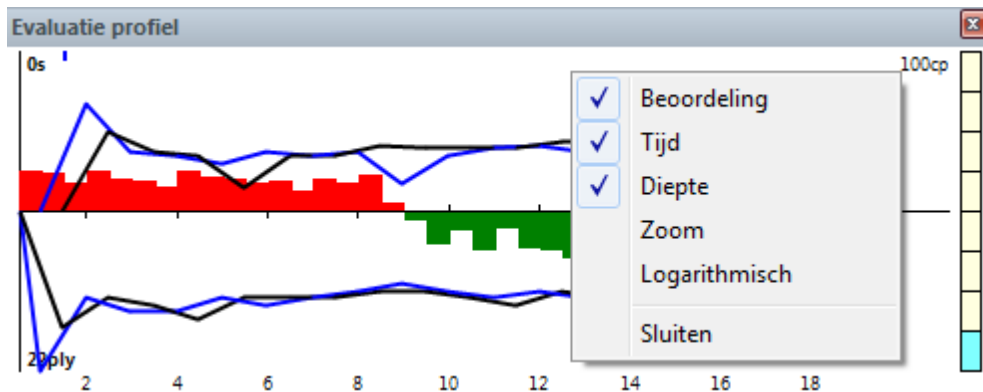 Evaluatie profiel
0s
100cp
Beoordeling
Tijd
Diepte
Zoom
Logarithmisch
Sluiten
22ply
2 4 6 8 10 12 14 16 18